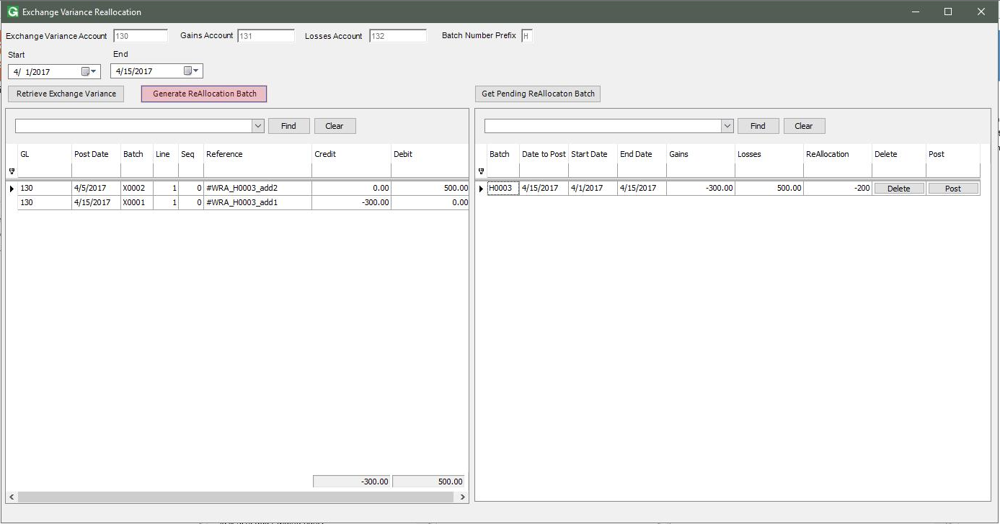 G Exchange Variance Reallocation
Exchange Variance Account 130 Gains Account 131 Losses Account 132 Batch Number Prefix H
Start End
4/ 1/2017 4/15/2017
Retrieve Exchange Variance Generate ReAllocation Batch Get Pending ReAllocaton Batch
Find Clear Find Clear
GL Post Date Batch Line Seq Reference Credit Debit Batch Date to Post Start Date End Date Gains Losses ReAllocation Delete Post
130 4/5/2017 X0002 1 0 #WRA_H0003_add2 0.00 500.00 H0003 4/15/2017 4/1/2017 4/15/2017 -300.00 500.00 -200 Delete Post
130 4/15/2017 X0001 1 0 #WRA_H0003_add1 -300.00 0.00
-300.00 500.00